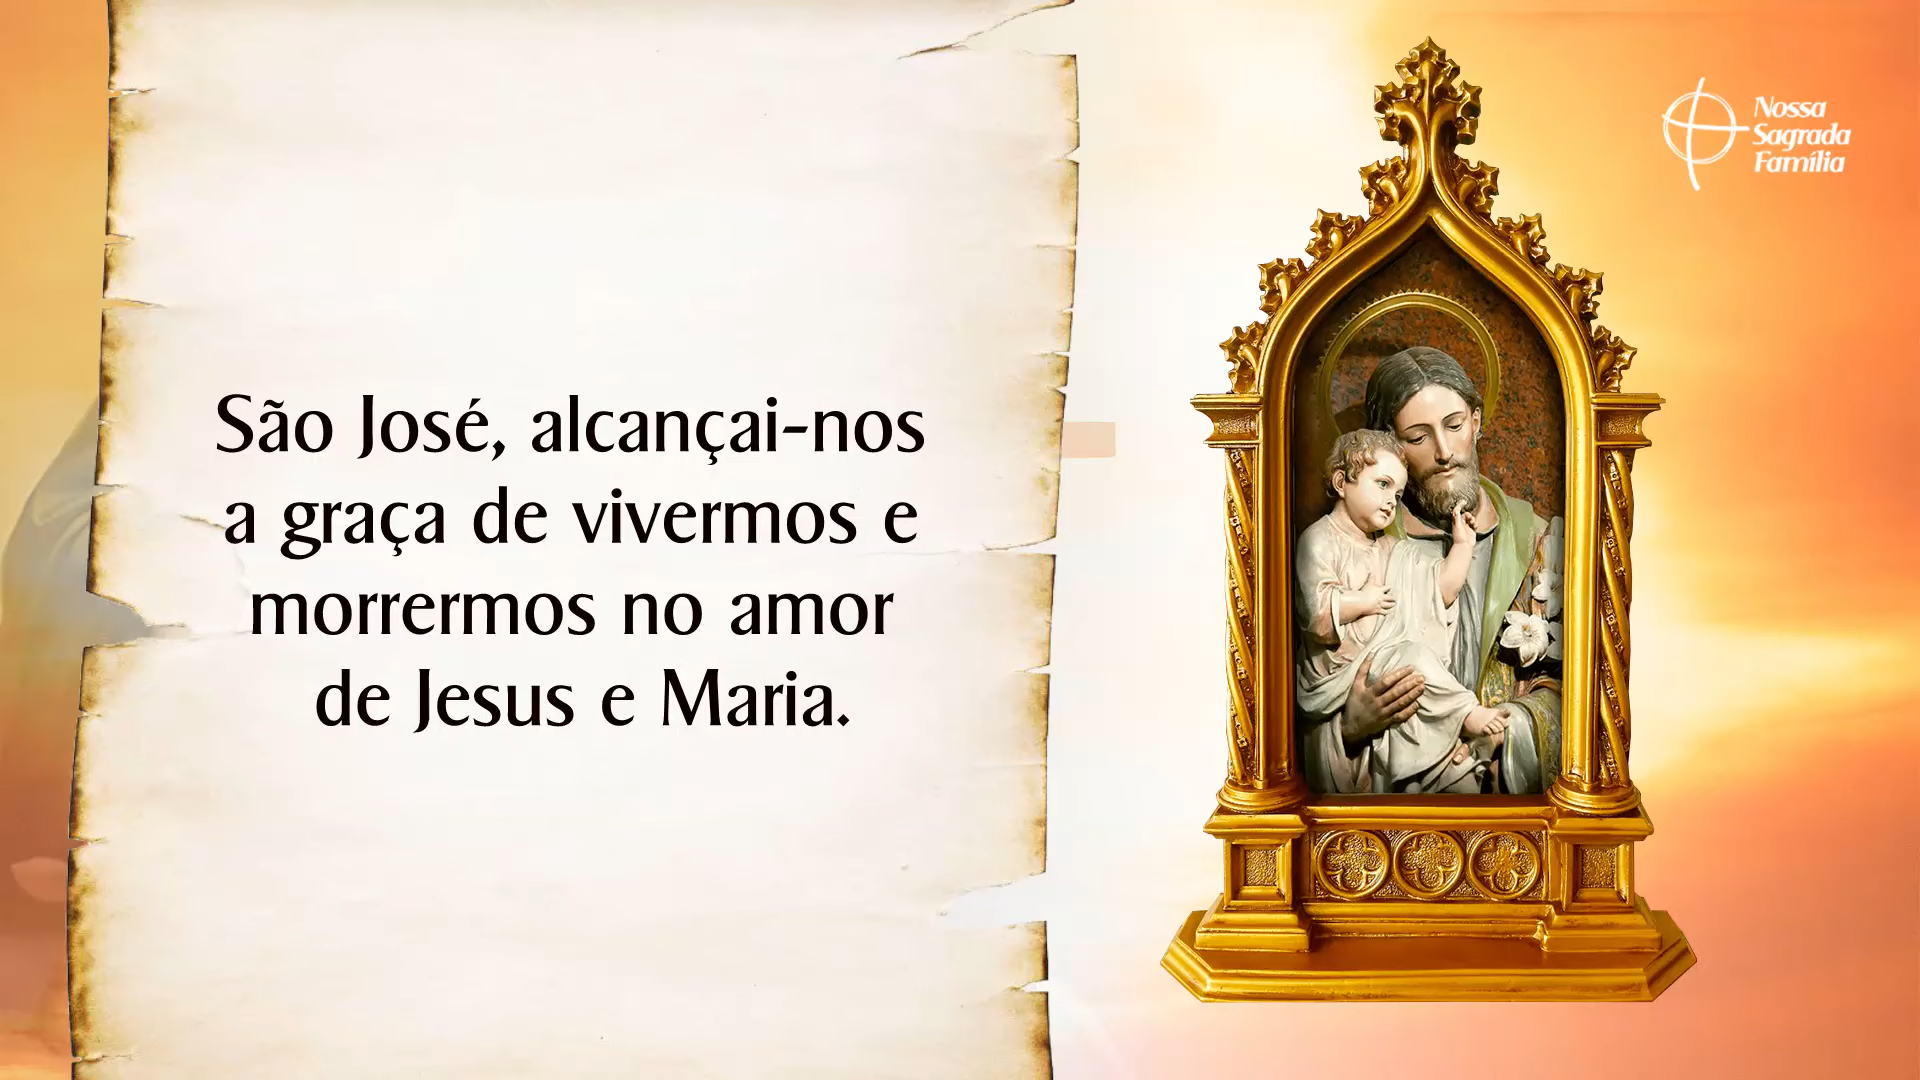 São José, alcançai-nos
a graça de vivermos e
morrermos no amor
de Jesus e Maria.
Nossa
Sagrada
Família